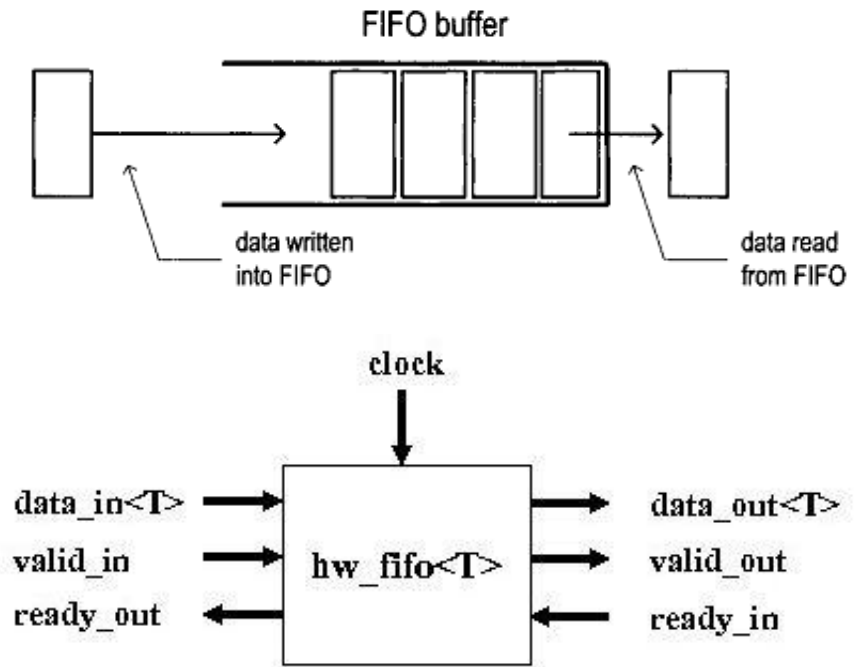 FIFO buffer
data written
into FIFO
data read
from FIFO
clock
data_in<T>
valid_in
ready_out
hw_fifo<T>
data_out<T>
valid_out
ready_in